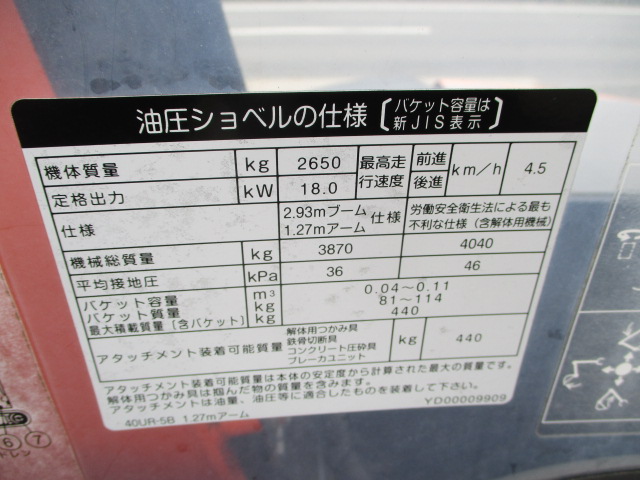 油圧ショベルの仕様〔バケット容量は新JIS表示〕
機体質量 kg 2650 最高走行速度 前進 後進 km/h 4.5
定格出力 kW 18.0
仕様 2.93mブーム 1.27mアーム 仕様 労働安全衛生法による最も不利な仕様(含解体用機械)
機械総質量 kg 3870 4040
平均接地圧 kPa 36 46
バケット容量 m³ 0.04〜0.11
バケット質量 kg 81〜114
最大積載質量(含バケット) kg 440
アタッチメント装着可能質量 解体用つかみ具 鉄骨切断具 コンクリート圧砕具 ブレーカユニット kg 440
アタッチメント装着可能質量は本体の安定度から計算された最大の質量です。
解体用つかみ具は掴んだ物の質量を含みます。
アタッチメントは油量、油圧等に適合したものを装着して下さい。
40UR-5B 1.27mアーム YD00009909
⑥ ⑦
ドレン